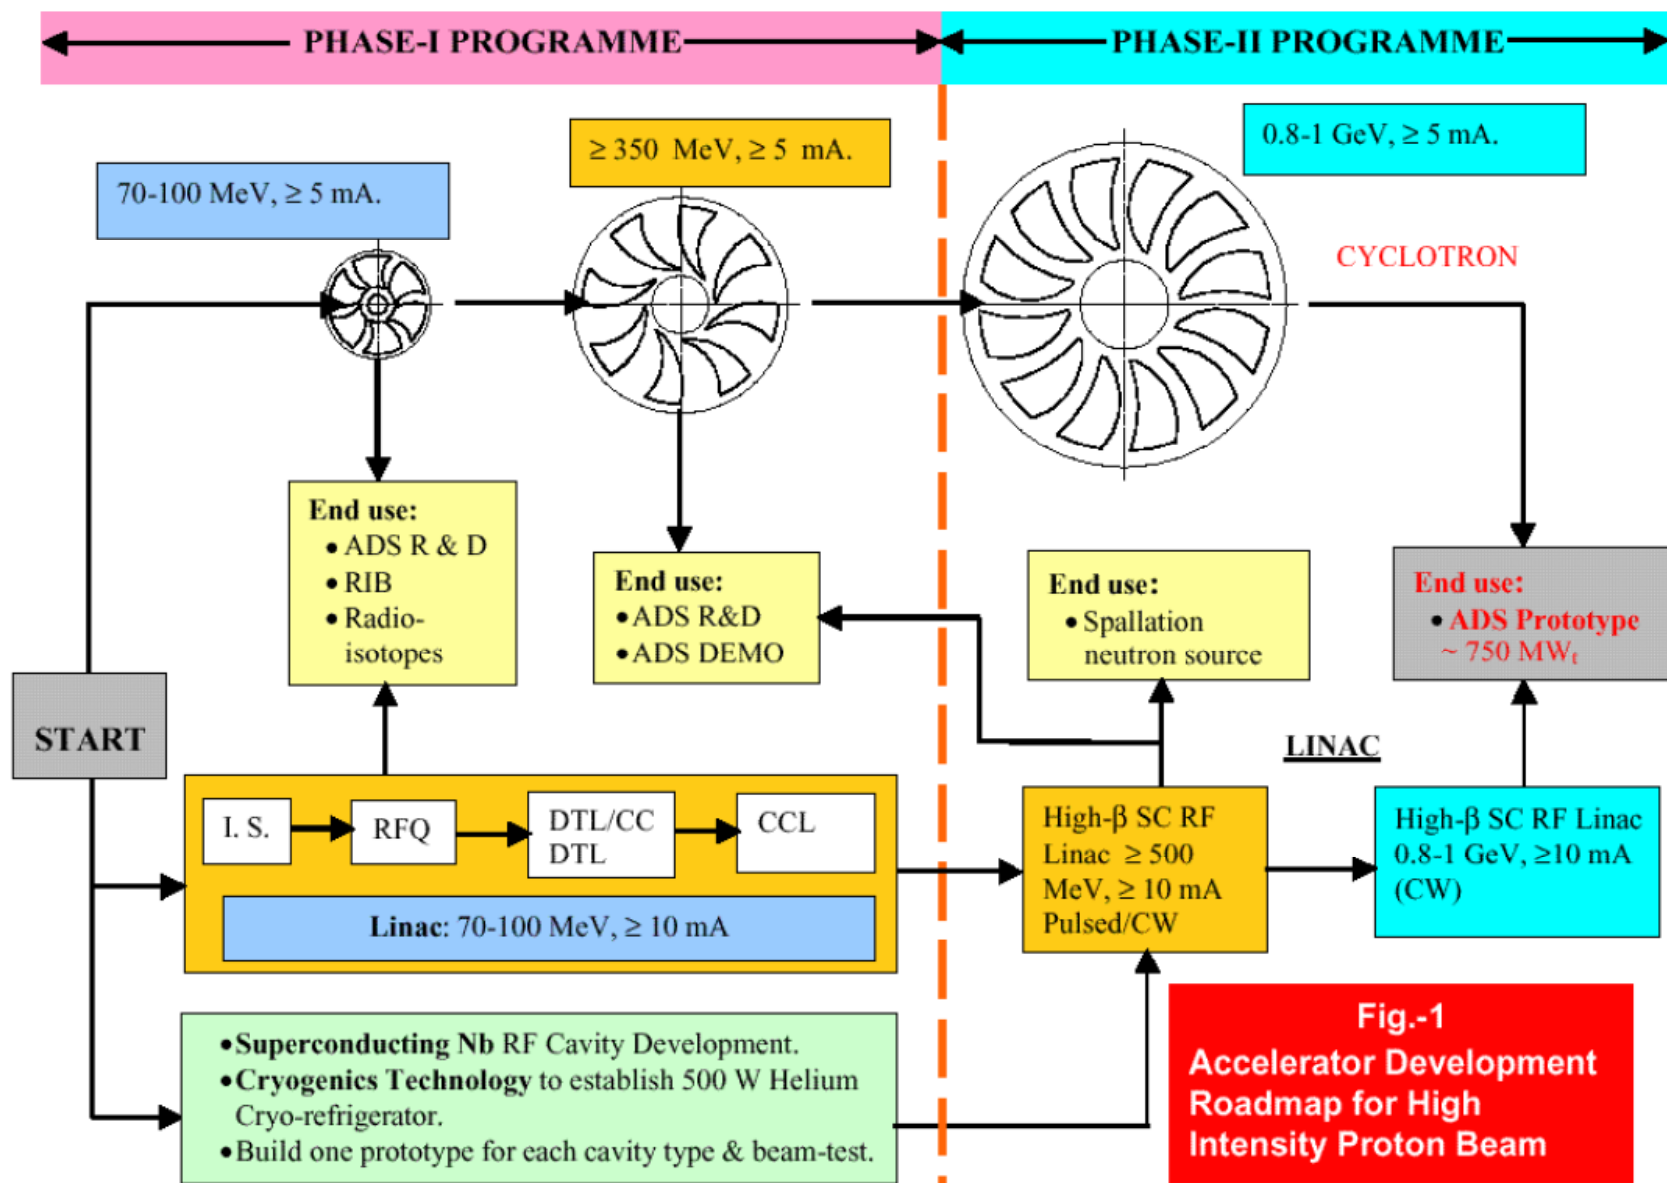 PHASE-I PROGRAMME
PHASE-II PROGRAMME
70-100 MeV, ≥ 5 mA.
≥ 350 MeV, ≥ 5 mA.
0.8-1 GeV, ≥ 5 mA.
CYCLOTRON
End use:
• ADS R & D
• RIB
• Radio-
isotopes
End use:
• ADS R&D
• ADS DEMO
End use:
• Spallation
neutron source
End use:
• ADS Prototype
~ 750 MWt
START
LINAC
I. S.
RFQ
DTL/CC
DTL
CCL
Linac: 70-100 MeV, ≥ 10 mA
High-β SC RF
Linac ≥ 500
MeV, ≥ 10 mA
Pulsed/CW
High-β SC RF Linac
0.8-1 GeV, ≥10 mA
(CW)
• Superconducting Nb RF Cavity Development.
• Cryogenics Technology to establish 500 W Helium
Cryo-refrigerator.
• Build one prototype for each cavity type & beam-test.
Fig.-1
Accelerator Development
Roadmap for High
Intensity Proton Beam